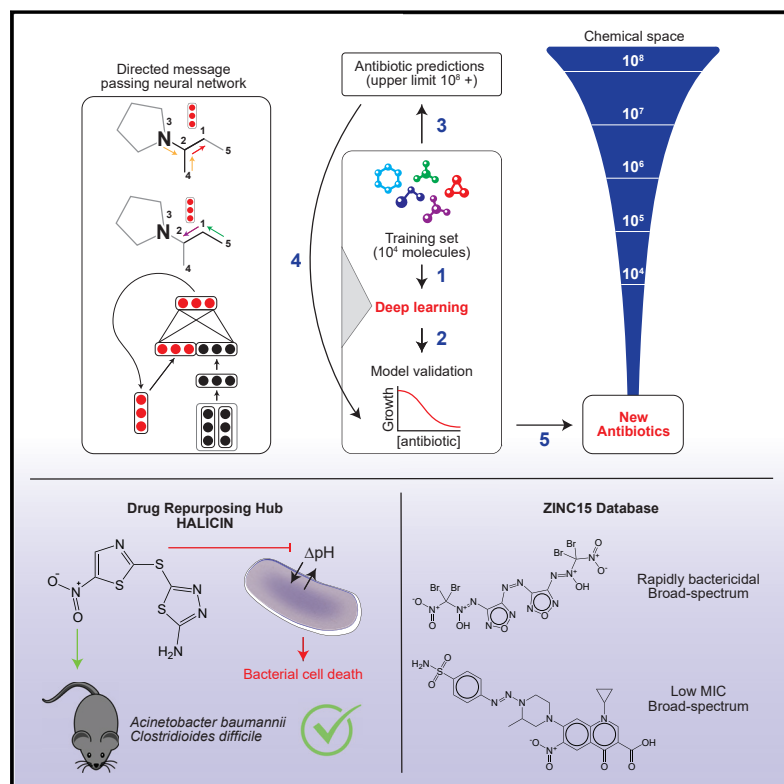 Directed message
passing neural network
3
1
N
2
5
4
3
1
N
2
5
4
Antibiotic predictions
(upper limit 10⁸ +)
3
Training set
(10⁴ molecules)
1
Deep learning
2
Model validation
Growth
[antibiotic]
4
5
Chemical space
10⁸
10⁷
10⁶
10⁵
10⁴
New
Antibiotics
Drug Repurposing Hub
HALICIN
N
S
S
O⁻
N⁺
O
N
N
S
H₂N
ΔpH
Bacterial cell death
Acinetobacter baumannii
Clostridioides difficile
ZINC15 Database
Br
Br
O
N⁺
O⁻
N
N⁺
OH
N
N
N
O
N
N
O
N
Br
Br
O⁻
N⁺
O
N⁺
N
OH
Rapidly bactericidal
Broad-spectrum
H₂N
O
S
O
N
N
N
N
N
O⁻
N⁺
O
O
O
OH
Low MIC
Broad-spectrum